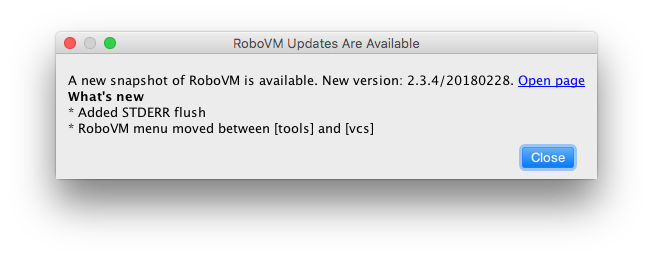 RoboVM Updates Are Available
A new snapshot of RoboVM is available. New version: 2.3.4/20180228. Open page
What's new
* Added STDERR flush
* RoboVM menu moved between [tools] and [vcs]
Close